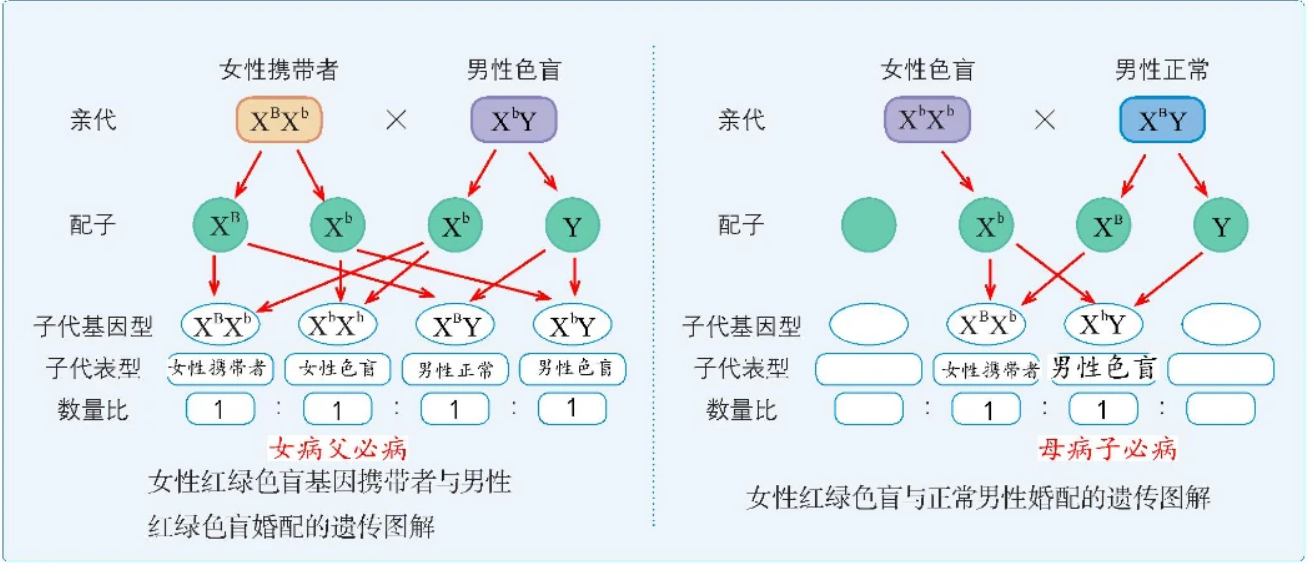 女性携带者 男性色盲
亲代 XᴮXᵇ × XᵇY
配子 Xᴮ Xᵇ Xᵇ Y
子代基因型 XᴮXᵇ XᵇXᵇ XᴮY XᵇY
子代表型 女性携带者 女性色盲 男性正常 男性色盲
数量比 1 : 1 : 1 : 1
女病父必病
女性红绿色盲基因携带者与男性
红绿色盲婚配的遗传图解
女性色盲 男性正常
亲代 XᵇXᵇ × XᴮY
配子 Xᵇ Xᴮ Y
子代基因型 XᴮXᵇ XᵇY
子代表型 女性携带者 男性色盲
数量比 : 1 : 1 :
母病子必病
女性红绿色盲与正常男性婚配的遗传图解